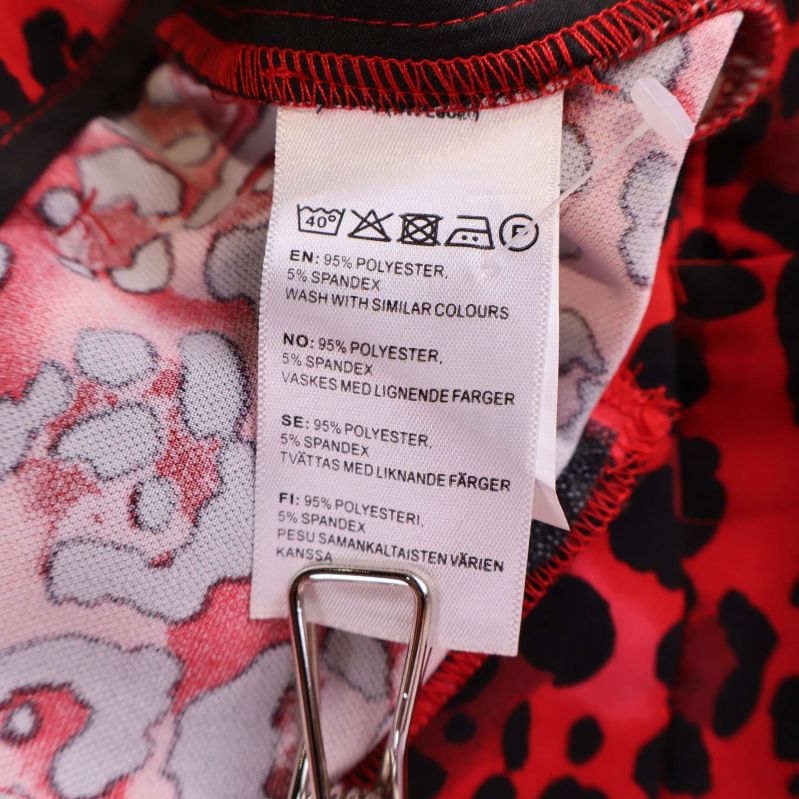 40°
P
EN: 95% POLYESTER,
5% SPANDEX
WASH WITH SIMILAR COLOURS
NO: 95% POLYESTER,
5% SPANDEX
VASKES MED LIGNENDE FARGER
SE: 95% POLYESTER,
5% SPANDEX
TVÄTTAS MED LIKNANDE FÄRGER
FI: 95% POLYESTERI,
5% SPANDEX
PESU SAMANKALTAISTEN VÄRIEN
KANSSA